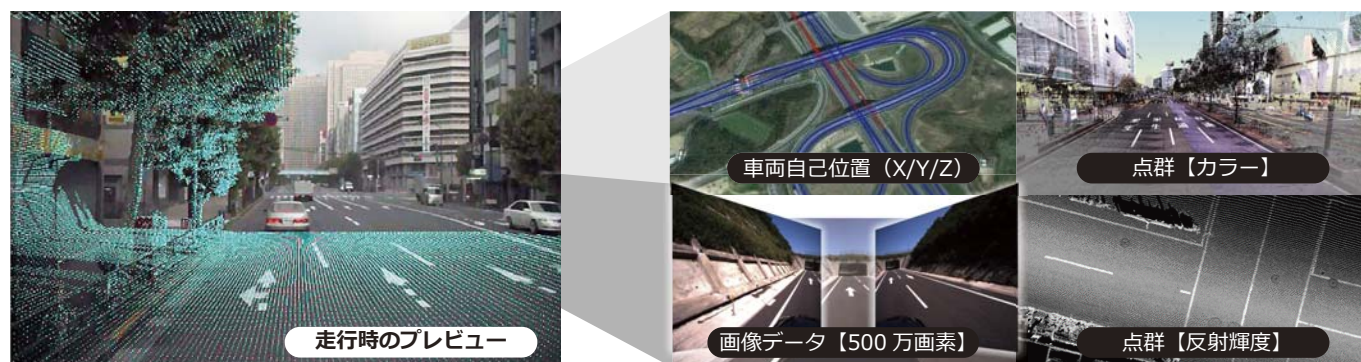 走行時のプレビュー
車両自己位置（X/Y/Z）
点群【カラー】
画像データ【500 万画素】
点群【反射輝度】